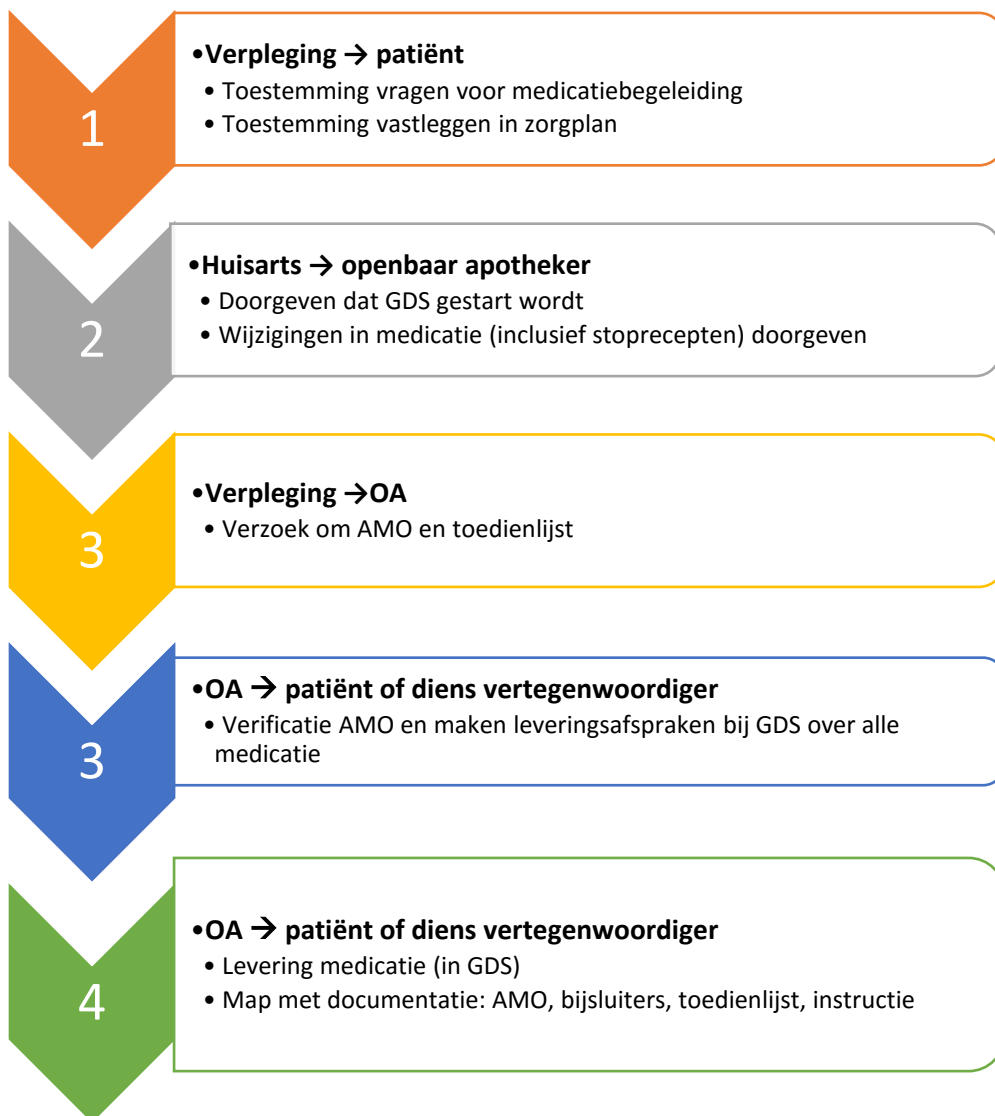 1
•Verpleging → patiënt
• Toestemming vragen voor medicatiebegeleiding
• Toestemming vastleggen in zorgplan
2
•Huisarts → openbaar apotheker
• Doorgeven dat GDS gestart wordt
• Wijzigingen in medicatie (inclusief stoprecepten) doorgeven
3
•Verpleging →OA
• Verzoek om AMO en toedienlijst
3
•OA → patiënt of diens vertegenwoordiger
• Verificatie AMO en maken leveringsafspraken bij GDS over alle
medicatie
4
•OA → patiënt of diens vertegenwoordiger
• Levering medicatie (in GDS)
• Map met documentatie: AMO, bijsluiters, toedienlijst, instructie